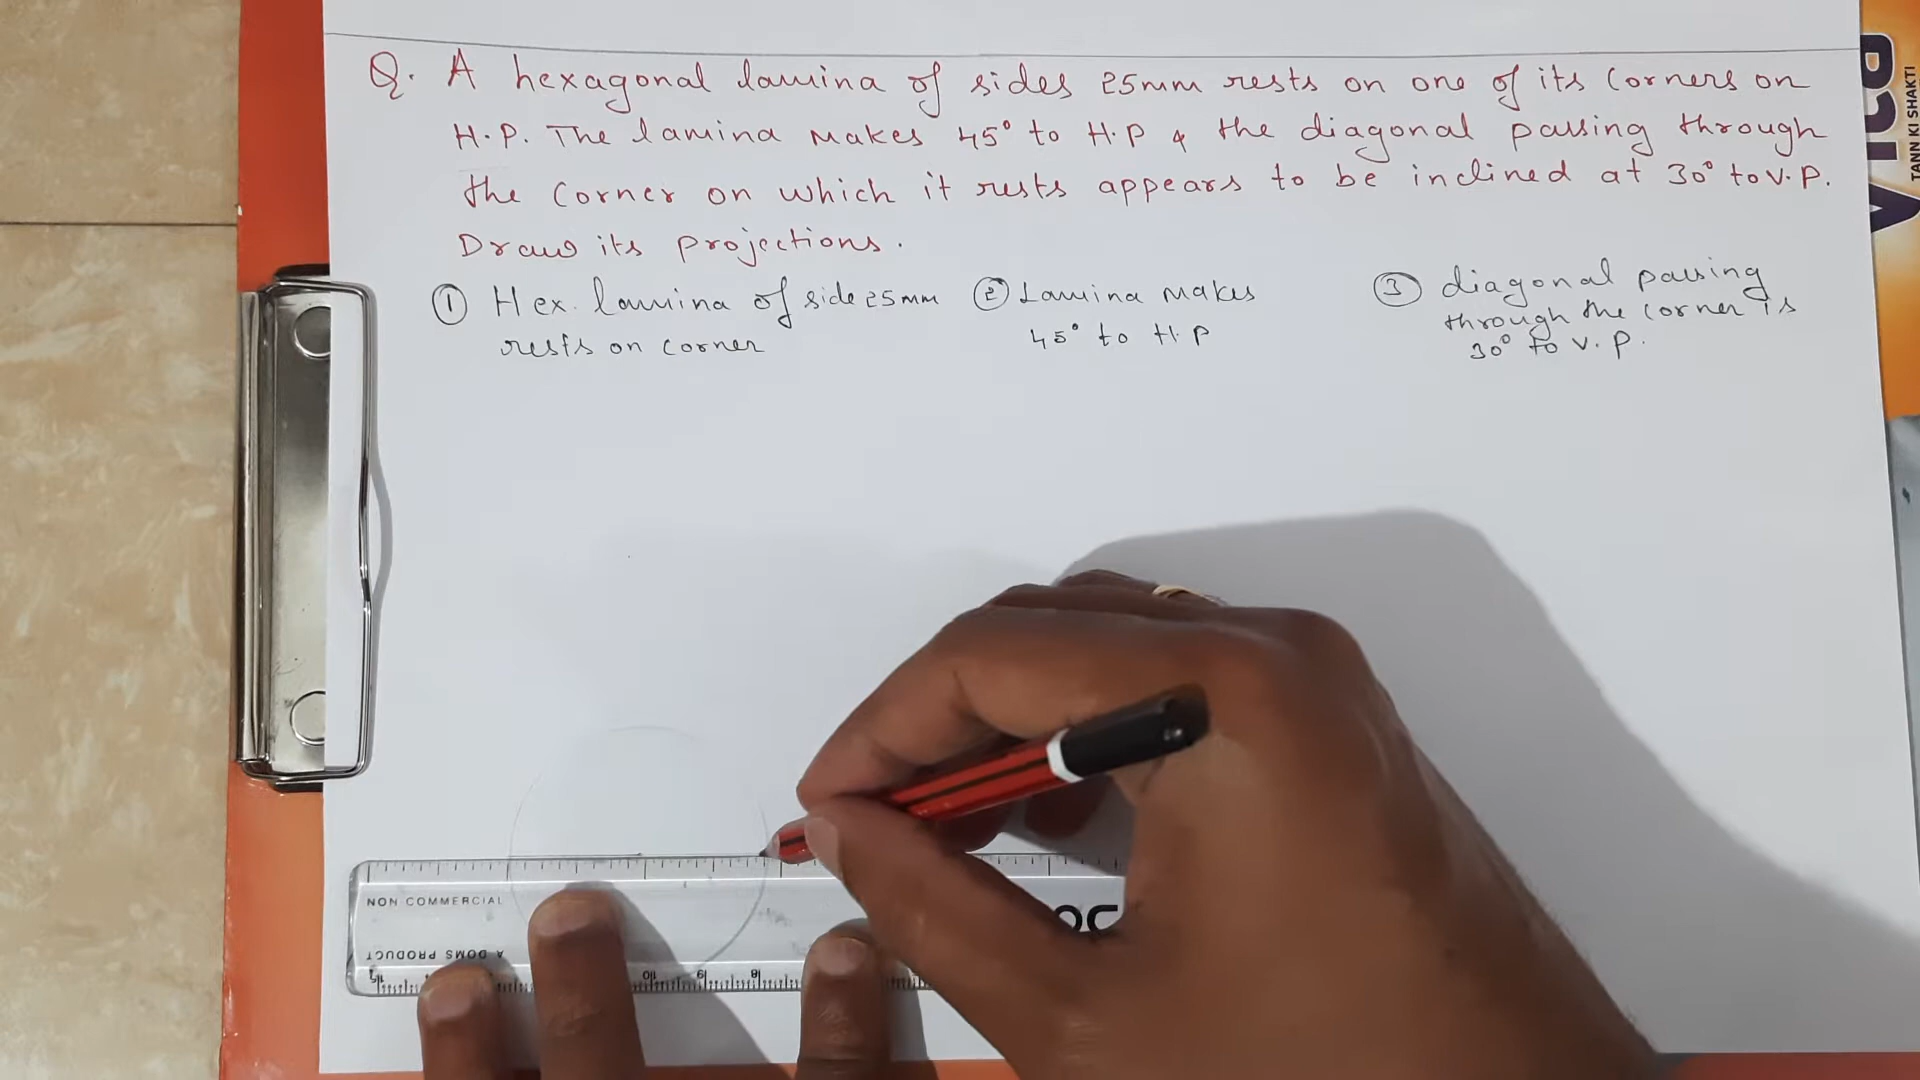 Q. A hexagonal lamina of sides 25mm rests on one of its corners on
H.P. The lamina makes 45° to H.P & the diagonal passing through
the corner on which it rests appears to be inclined at 30° to V.P.
Draw its projections.
① Hex. lamina of side 25mm
rests on corner
② Lamina makes
45° to H.P
③ diagonal passing
through the corner is
30° to V.P.
NON COMMERCIAL
A DOMS PRODUCT
TANN KI SHAKTI